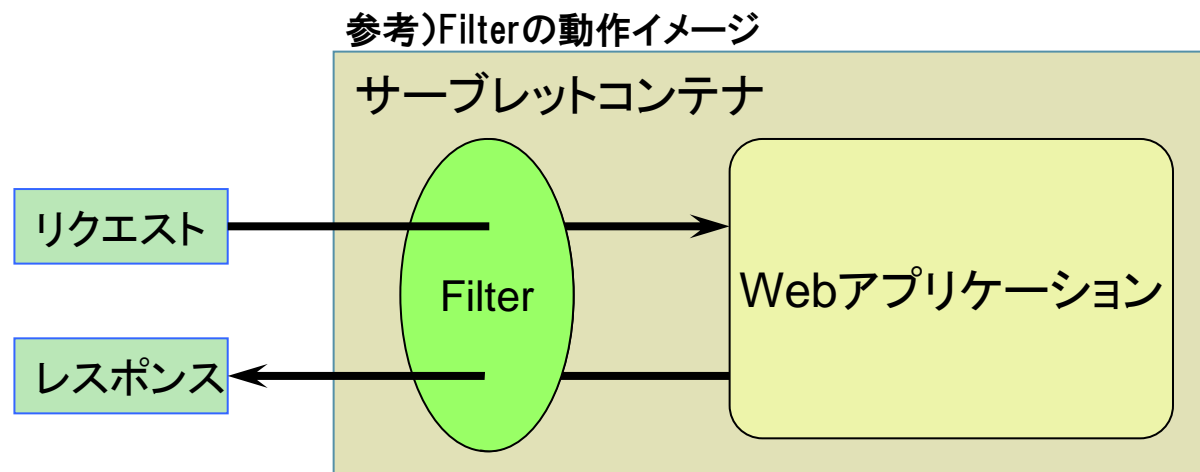 参考)Filterの動作イメージ
サーブレットコンテナ
リクエスト
Filter
Webアプリケーション
レスポンス